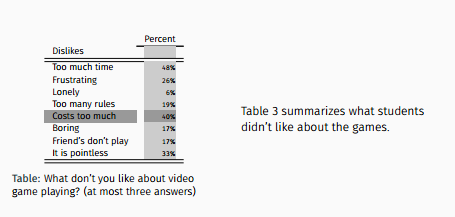 Percent
Dislikes
Too much time 48%
Frustrating 26%
Lonely 6%
Too many rules 19%
Costs too much 40%
Boring 17%
Friend's don't play 17%
It is pointless 33%
Table: What don't you like about video
game playing? (at most three answers)
Table 3 summarizes what students
didn't like about the games.